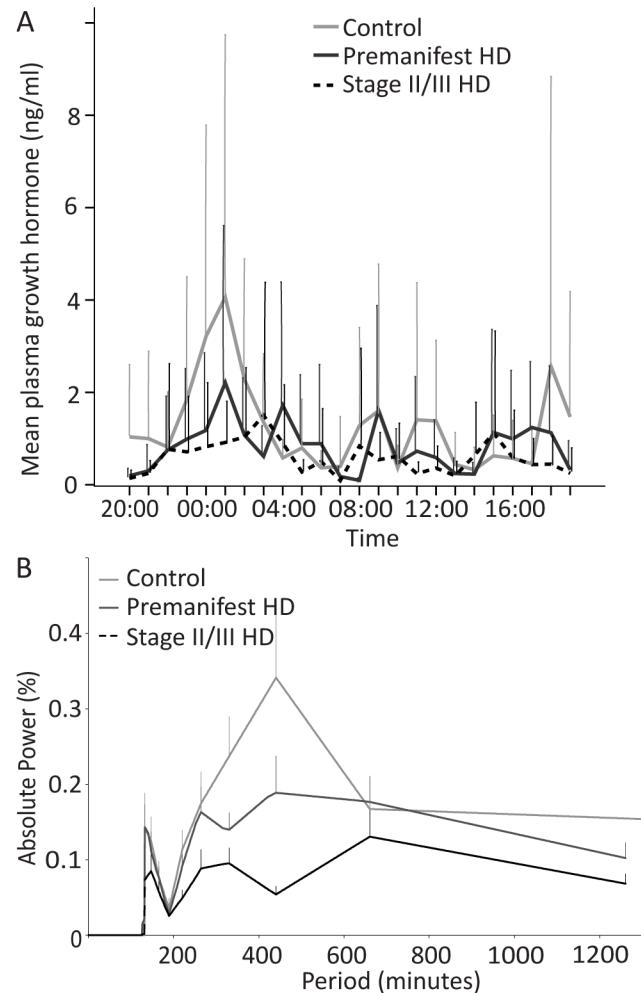 A
Control
Premanifest HD
Stage II/III HD
Mean plasma growth hormone (ng/ml)
8
6
4
2
0
20:00 00:00 04:00 08:00 12:00 16:00
Time
B
Control
Premanifest HD
Stage II/III HD
Absolute Power (%)
0.4
0.3
0.2
0.1
0
200 400 600 800 1000 1200
Period (minutes)